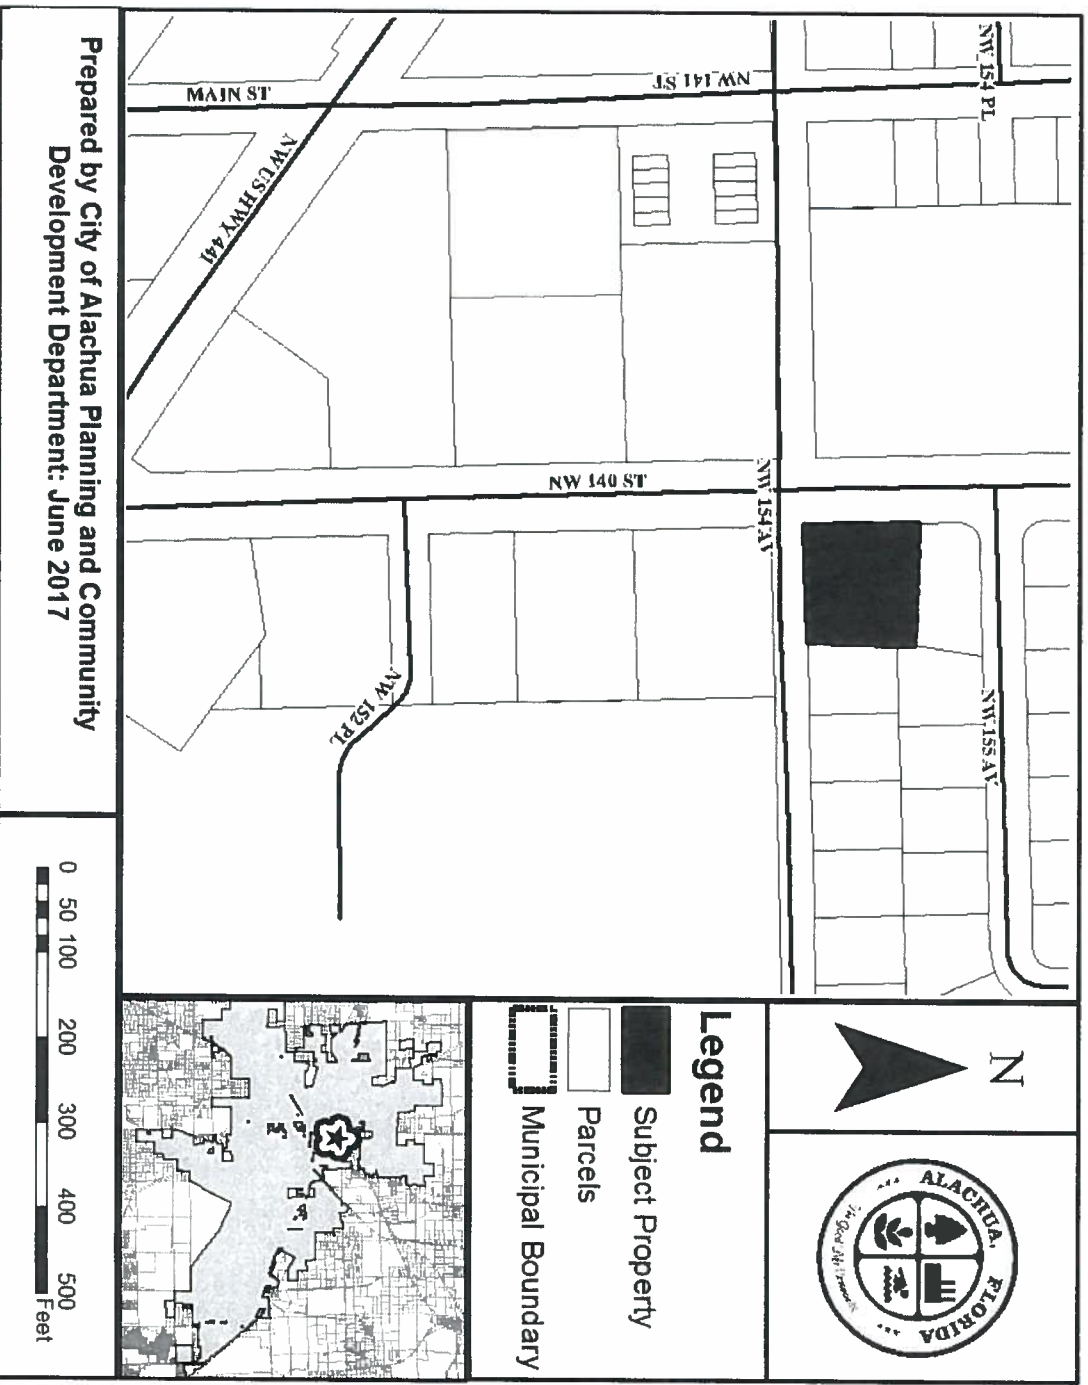 NW 154 PL
NW 141 ST
MAIN ST
NW US HWY 441
NW 140 ST
NW 154 AV
NW 155 AV
NW 152 PL
N
ALACHUA, FLORIDA
Legend
Subject Property
Parcels
Municipal Boundary
Prepared by City of Alachua Planning and Community
Development Department: June 2017
0 50 100 200 300 400 500
Feet